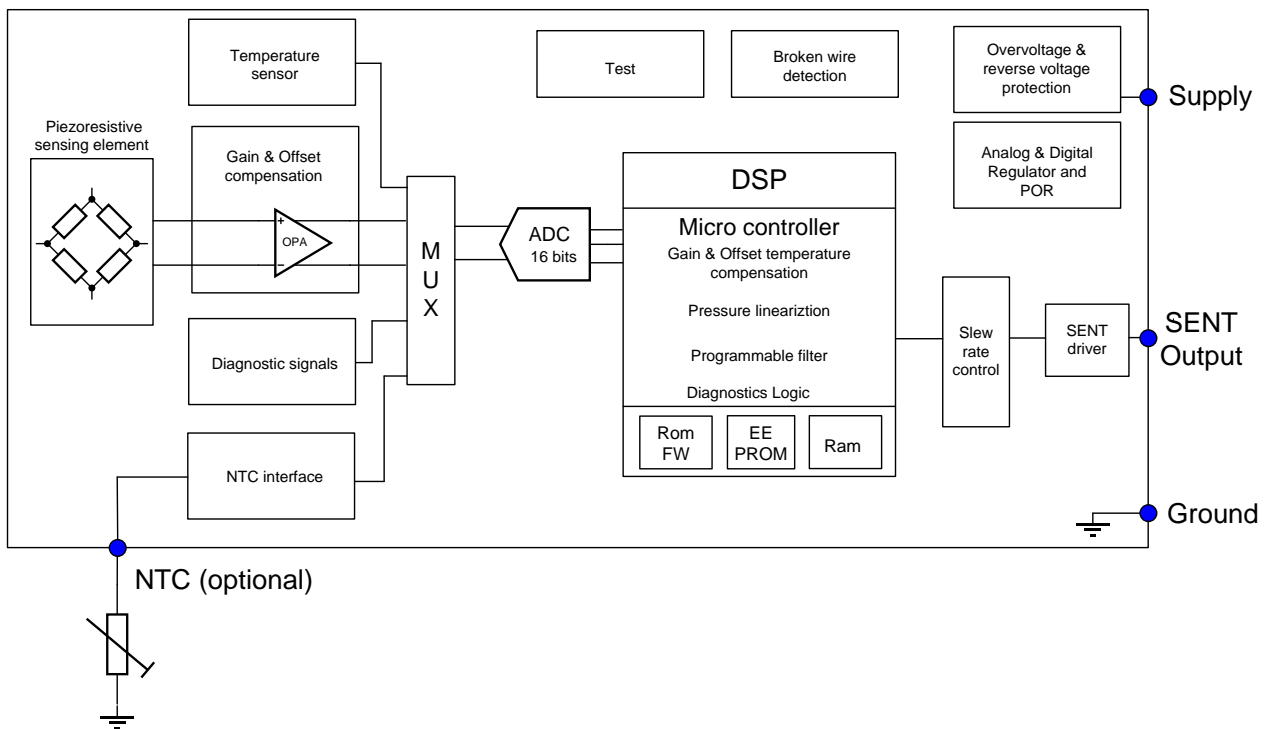 Temperature
sensor
Test
Broken wire
detection
Overvoltage &
reverse voltage
protection
Supply
Piezoresistive
sensing element
Gain & Offset
compensation
+
OPA
−
Analog & Digital
Regulator and
POR
M
U
X
ADC
16 bits
DSP
Micro controller
Gain & Offset temperature
compensation
Pressure lineariztion
Programmable filter
Diagnostics Logic
Rom
FW
EE
PROM
Ram
Slew
rate
control
SENT
driver
SENT
Output
Diagnostic signals
NTC interface
Ground
NTC (optional)